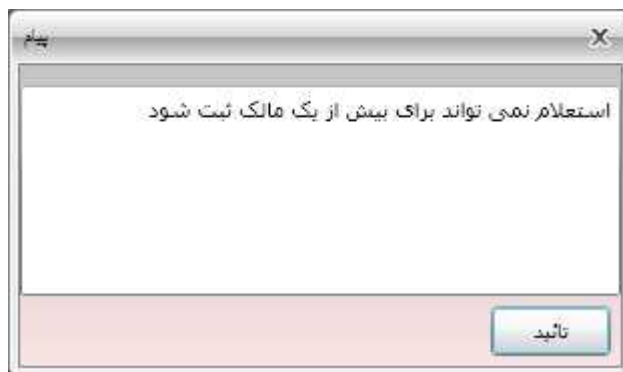 پیام
استعلام نمی تواند برای بیش از یک مالک ثبت شود
تائید